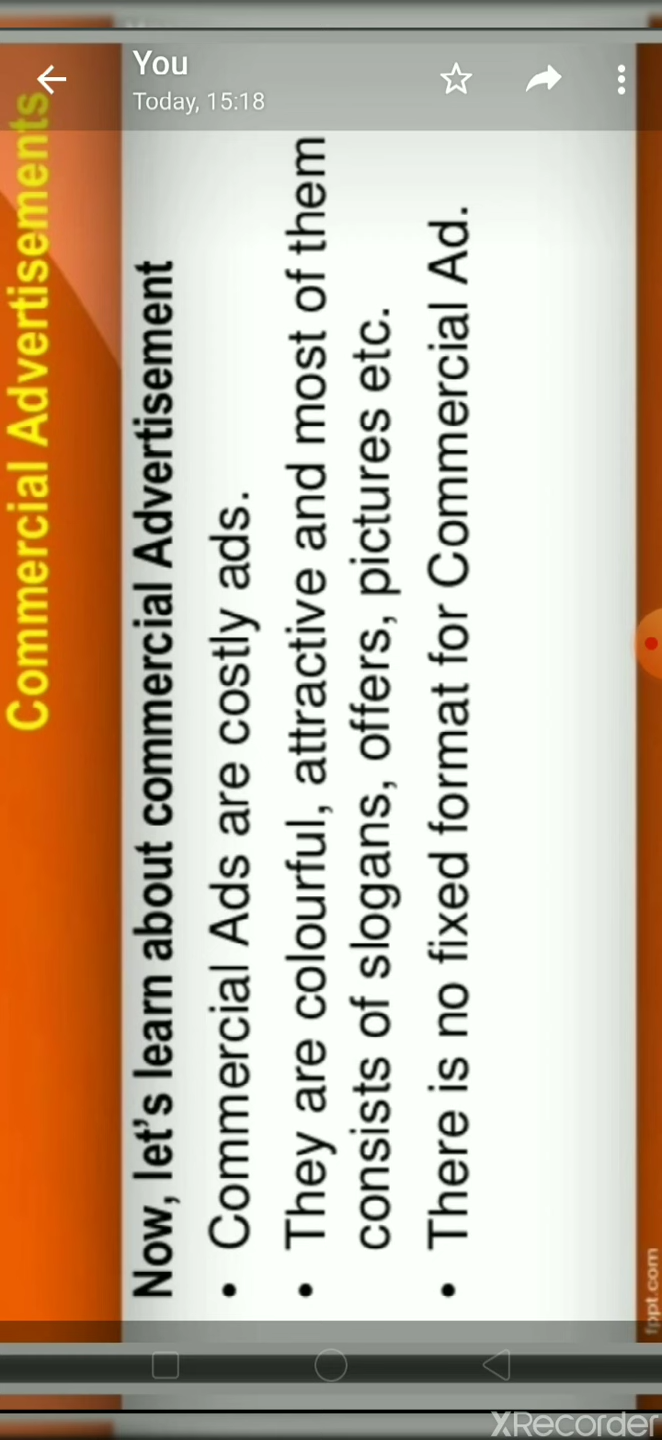 You
Today, 15:18
Commercial Advertisements
Now, let's learn about commercial Advertisement
• Commercial Ads are costly ads.
• They are colourful, attractive and most of them
consists of slogans, offers, pictures etc.
• There is no fixed format for Commercial Ad.
fppt.com
XRecorder